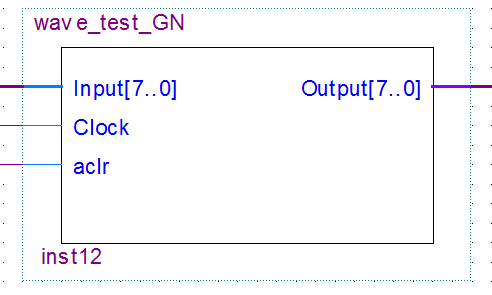 wave_test_GN
Input[7..0] Output[7..0]
Clock
aclr
inst12